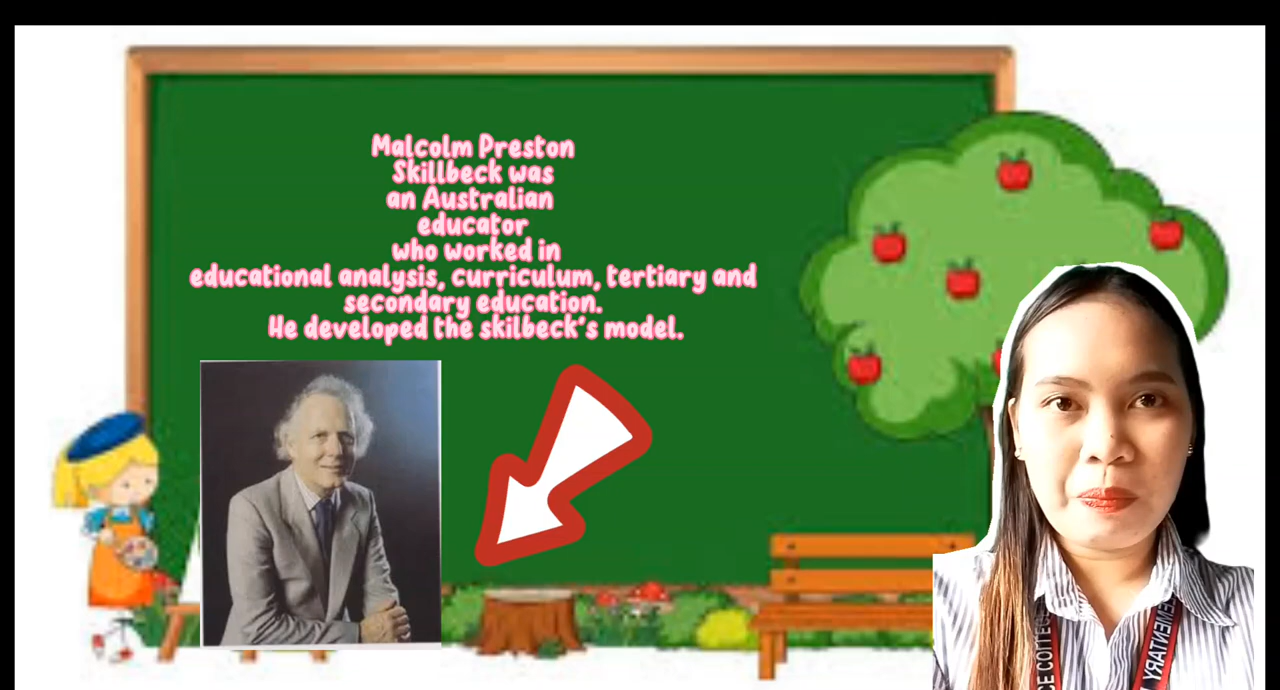 Malcolm Preston
Skillbeck was
an Australian
educator
who worked in
educational analysis, curriculum, tertiary and
secondary education.
He developed the skilbeck's model.